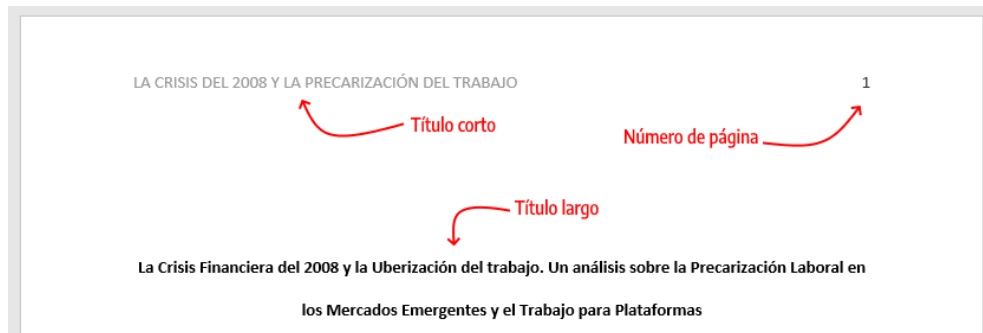 LA CRISIS DEL 2008 Y LA PRECARIZACIÓN DEL TRABAJO 1
Título corto
Número de página
Título largo
La Crisis Financiera del 2008 y la Uberización del trabajo. Un análisis sobre la Precarización Laboral en
los Mercados Emergentes y el Trabajo para Plataformas